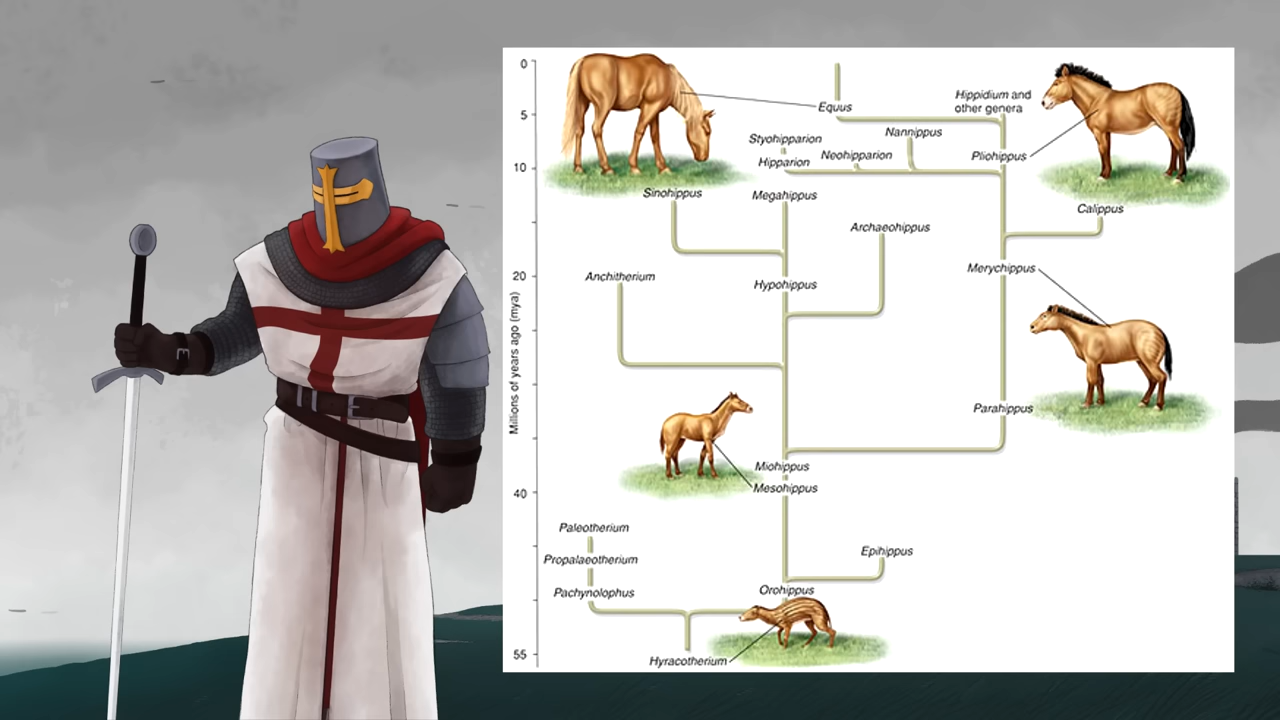 0
Equus
Hippidium and
other genera
5
Nannippus
Styohipparion
Neohipparion
Pliohippus
Hipparion
10
Sinohippus
Megahippus
Calippus
Archaeohippus
Merychippus
20
Anchitherium
Hypohippus
Millions of years ago (mya)
Parahippus
Miohippus
Mesohippus
40
Paleotherium
Epihippus
Propalaeotherium
Pachynolophus
Orohippus
55
Hyracotherium